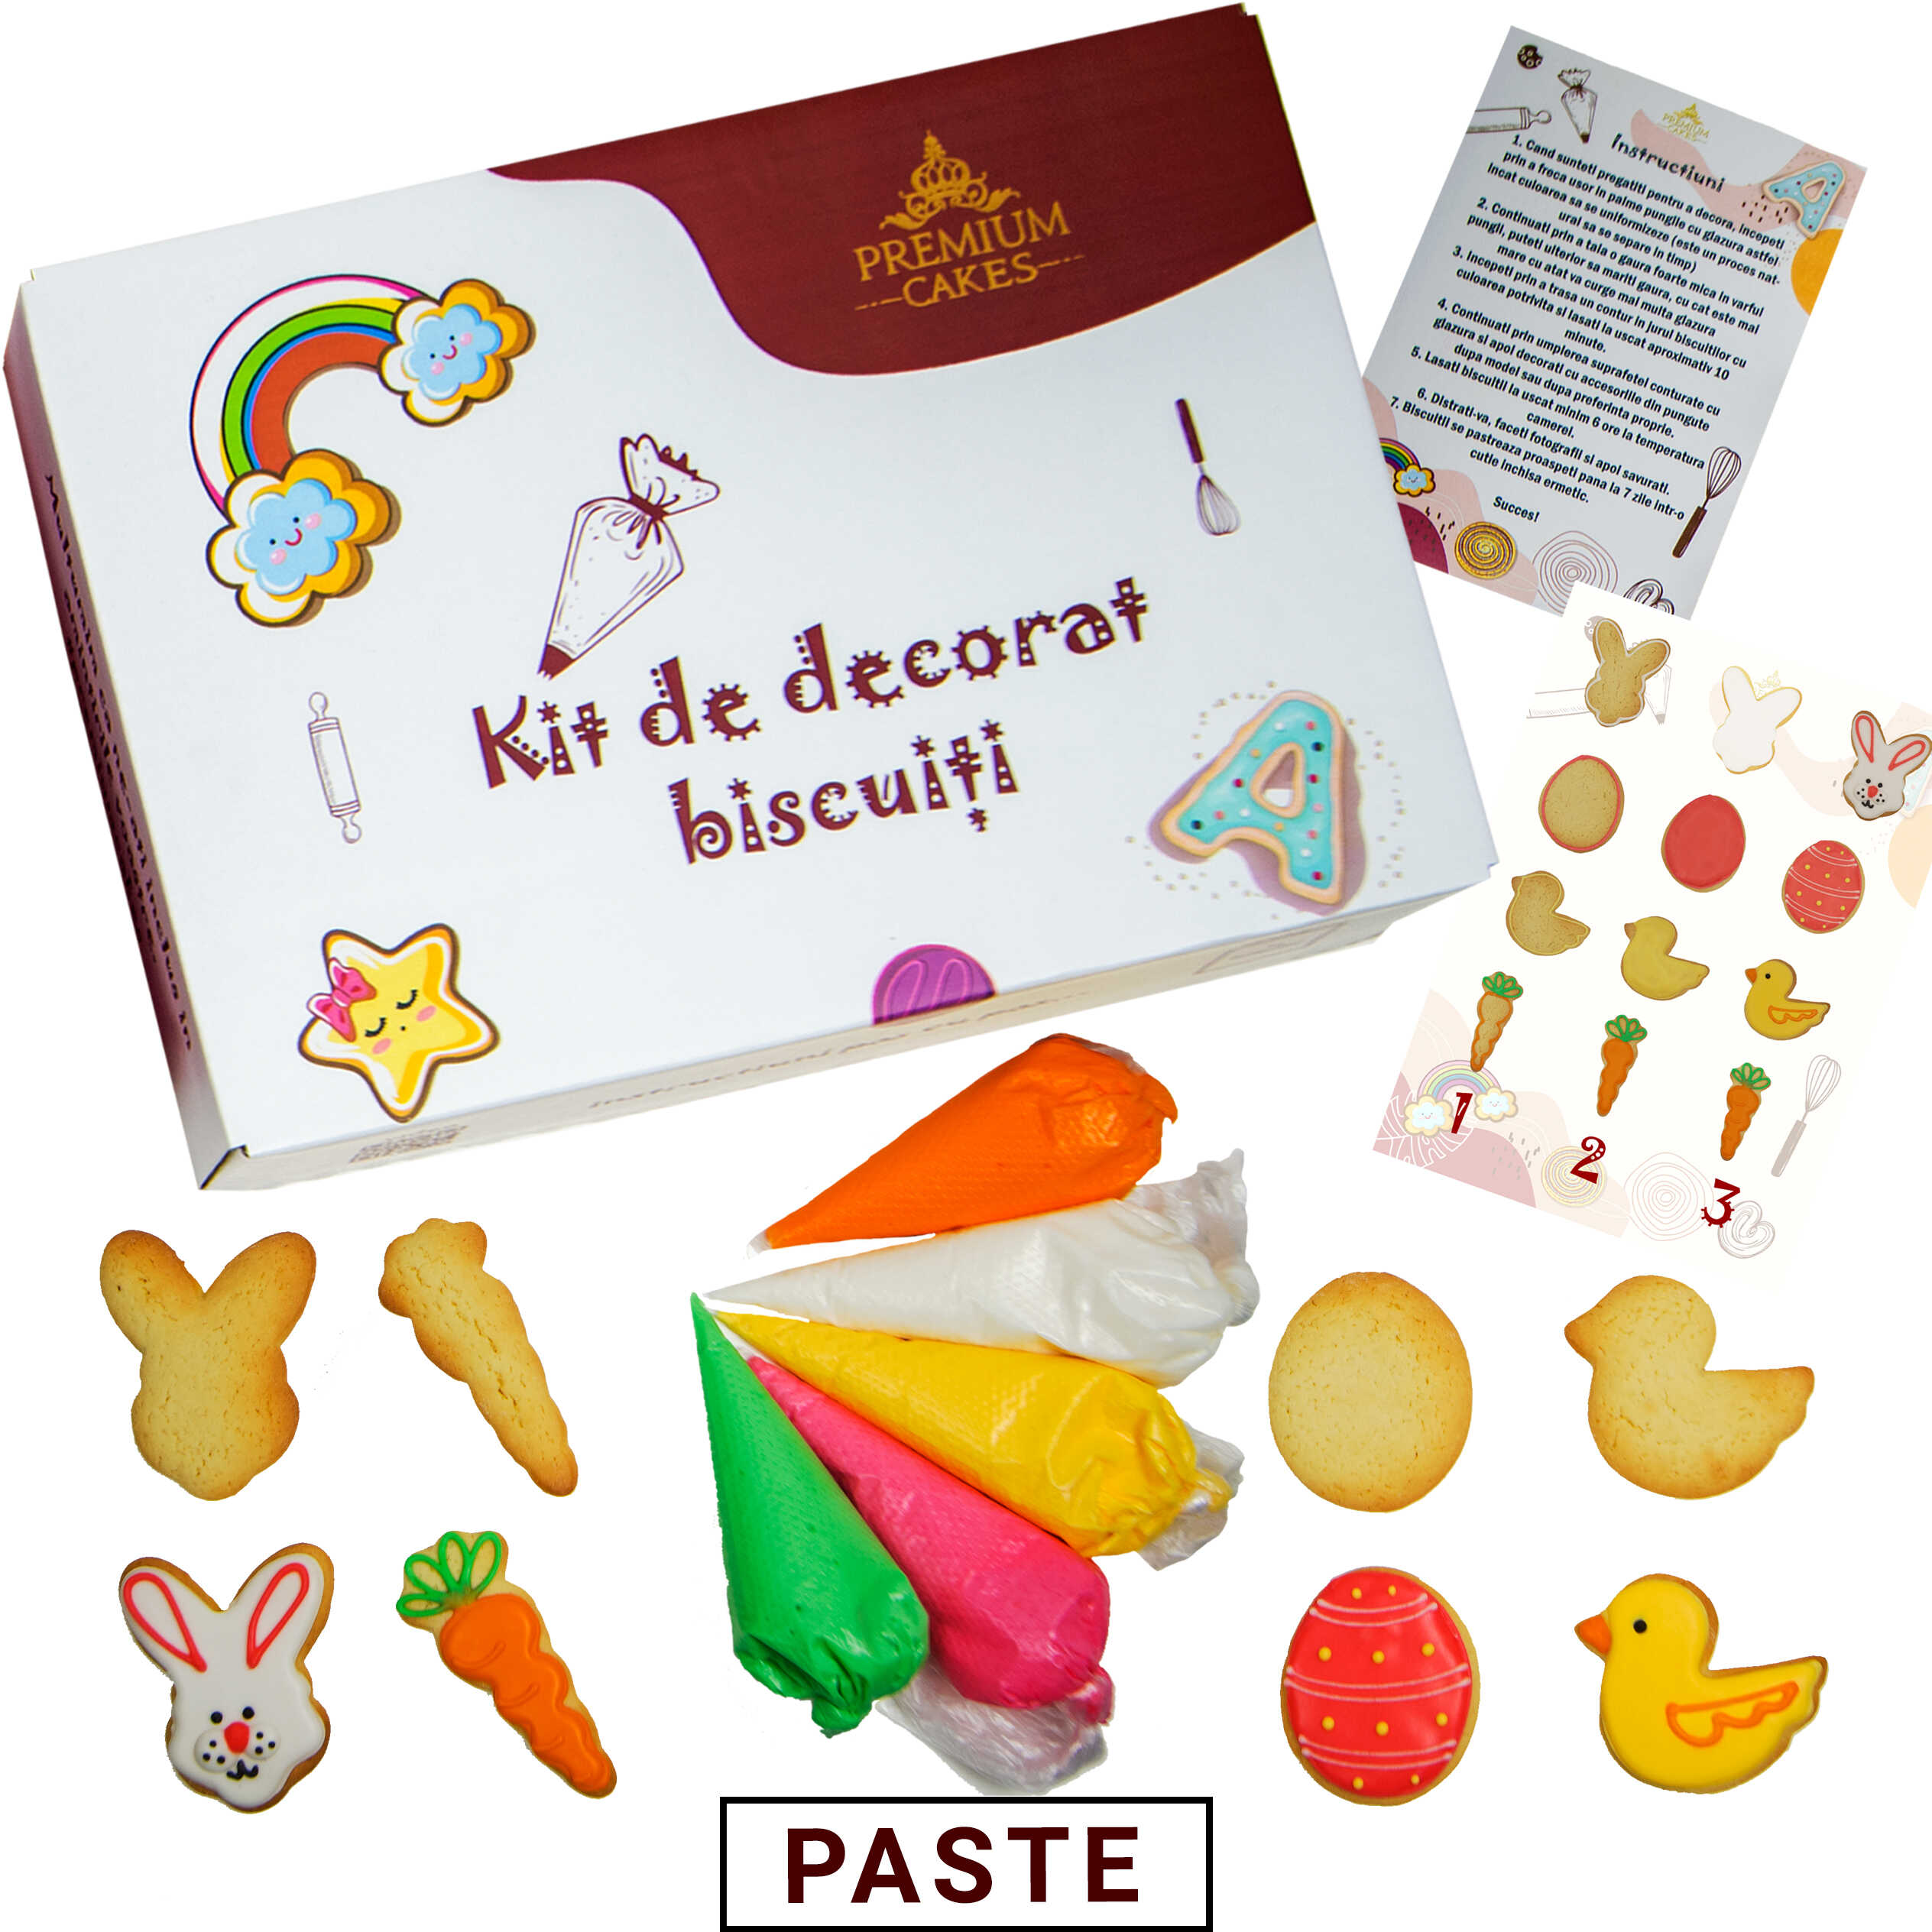 PREMIUM
CAKES
Kit de decorat
biscuiți
PREMIUM
CAKES
Instructiuni
1. Cand sunteti pregatiti pentru a decora, incepeti
prin a freca usor in palme pungile cu glazura astfel
incat culoarea sa se uniformizeze (este un proces nat-
ural sa se separe in timp)
2. Continuati prin a taia o gaura foarte mica in varful
pungii, puteti ulterior sa mariti gaura, cu cat este mai
mare cu atat va curge mai multa glazura
3. Incepeti prin a trasa un contur in jurul biscuitilor cu
culoarea potrivita si lasati la uscat aproximativ 10
minute.
4. Continuati prin umplerea suprafetei conturate cu
glazura si apoi decorati cu accesoriile din pungute
dupa model sau dupa preferinta proprie.
5. Lasati biscuitii la uscat minim 6 ore la temperatura
camerei.
6. Distrati-va, faceti fotografii si apoi savurati.
7. Biscuitii se pastreaza proaspeti pana la 7 zile intr-o
cutie inchisa ermetic.
Succes!
1
2
3
PASTE